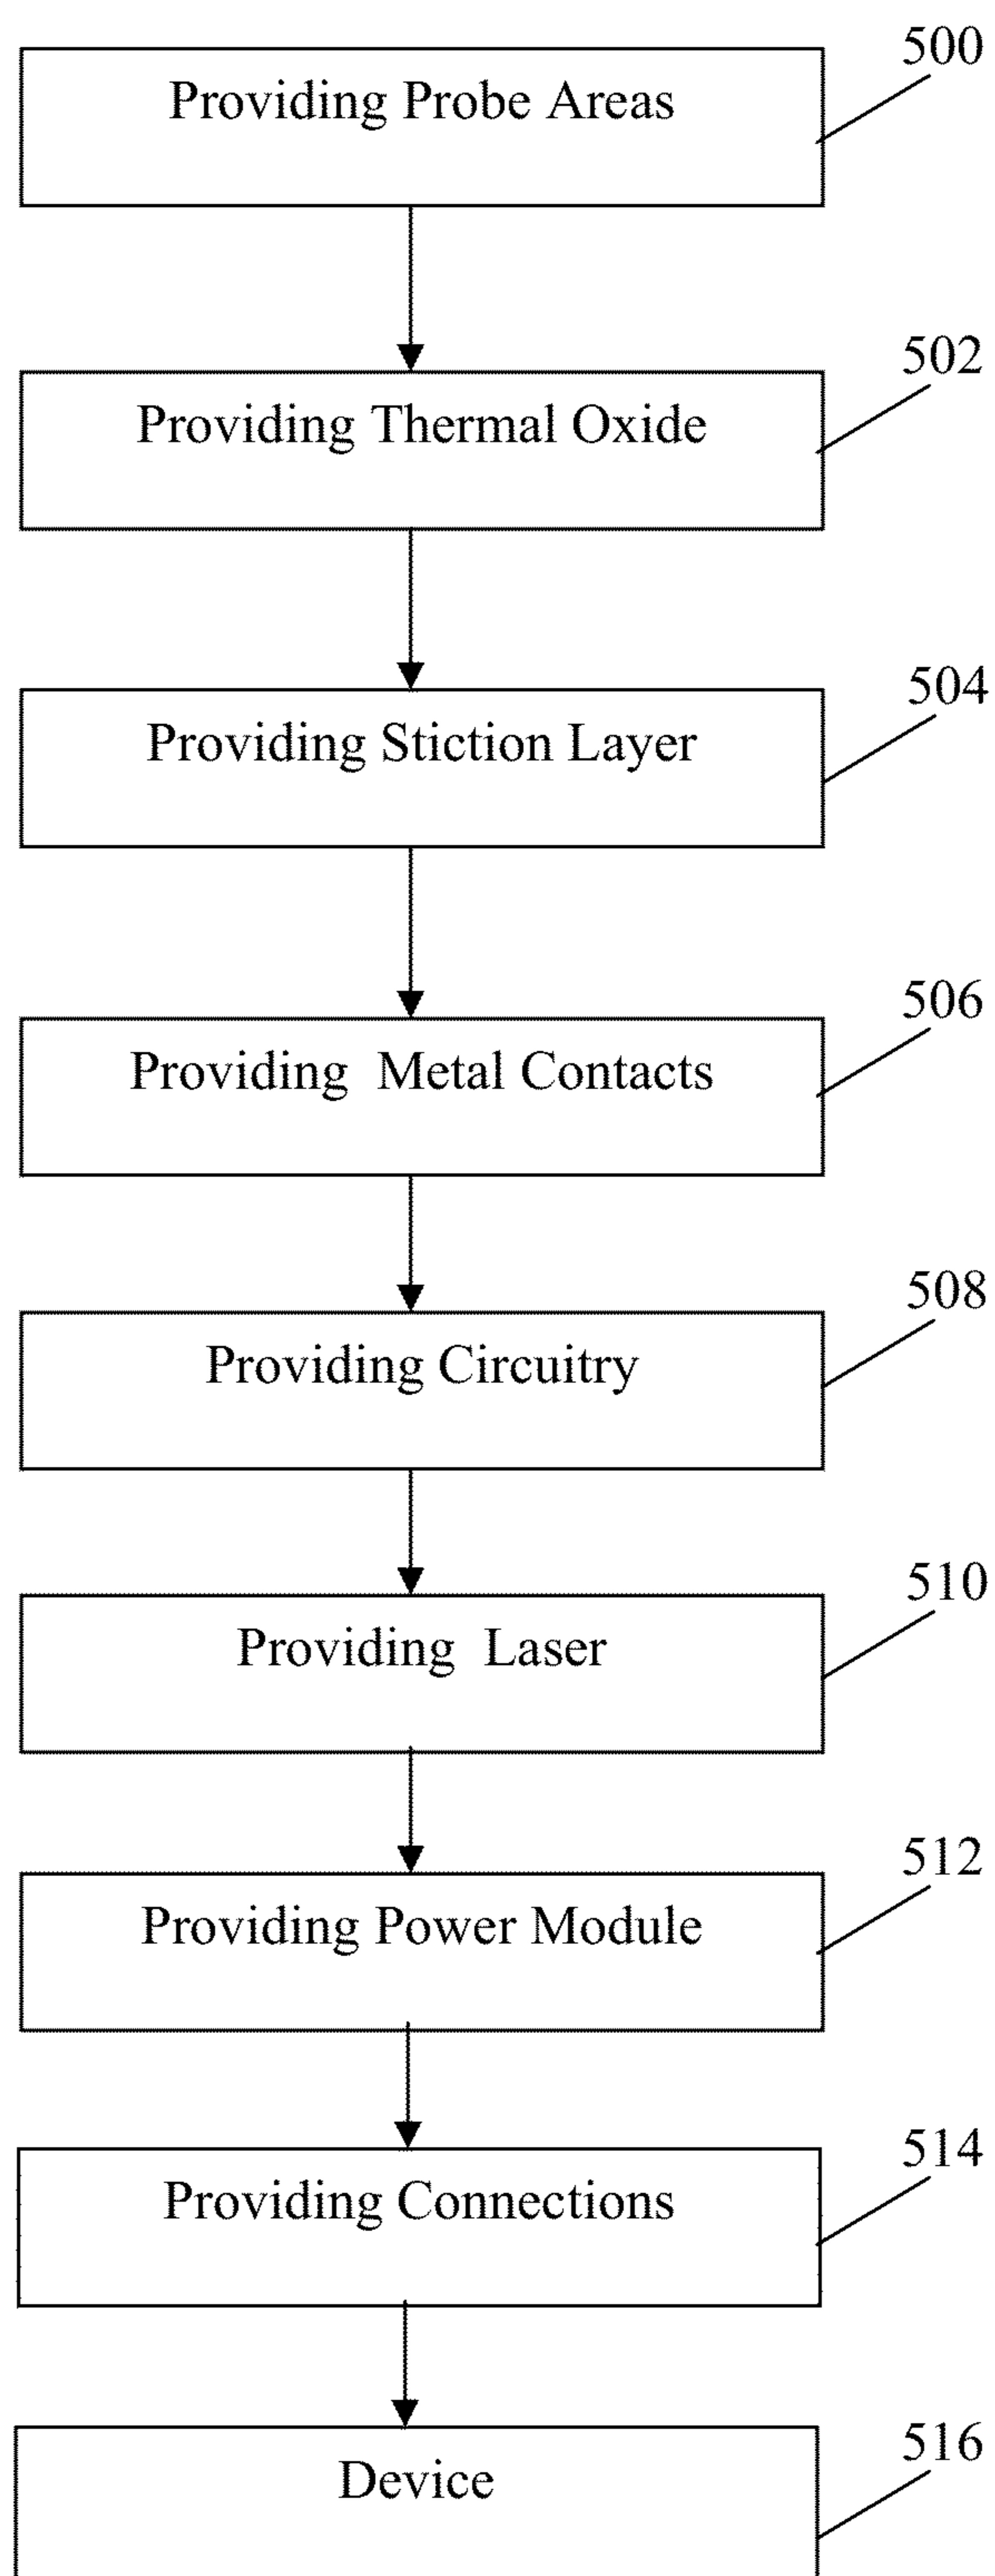 500
Providing Probe Areas
502
Providing Thermal Oxide
504
Providing Stiction Layer
506
Providing  Metal Contacts
508
Providing Circuitry
510
Providing  Laser
512
Providing Power Module
514
Providing Connections
516
Device